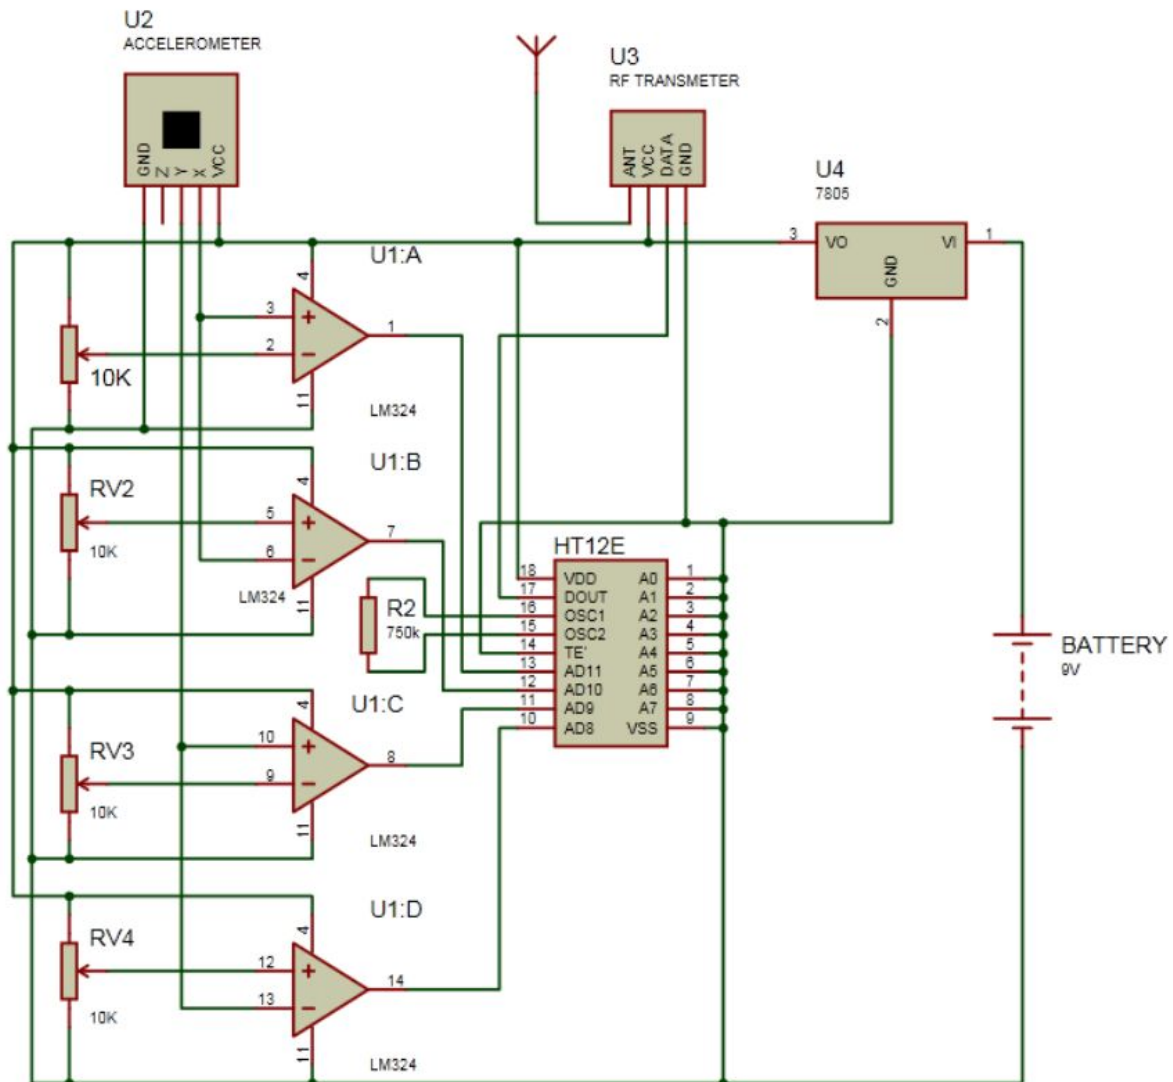 U2
ACCELEROMETER
GND
Z
Y
X
VCC
U3
RF TRANSMETER
ANT
VCC
DATA
GND
U4
7805
3
VO
VI
1
GND
2
U1:A
4
3
+
2
-
1
11
LM324
10K
U1:B
4
5
+
6
-
7
11
LM324
RV2
10K
R2
750k
HT12E
18 VDD A0 1
17 DOUT A1 2
16 OSC1 A2 3
15 OSC2 A3 4
14 TE' A4 5
13 AD11 A5 6
12 AD10 A6 7
11 AD9 A7 8
10 AD8 VSS 9
BATTERY
9V
U1:C
4
10
+
9
-
8
11
LM324
RV3
10K
U1:D
4
12
+
13
-
14
11
LM324
RV4
10K